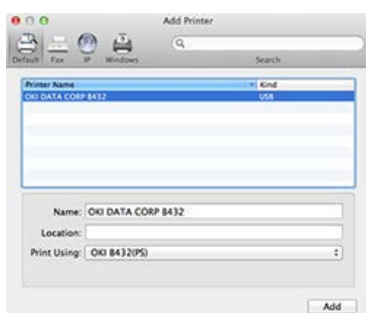 Add Printer
Default Fax IP Windows Search
Printer Name Kind
OKI DATA CORP B432 USB
Name: OKI DATA CORP B432
Location:
Print Using: OKI B432(PS)
Add